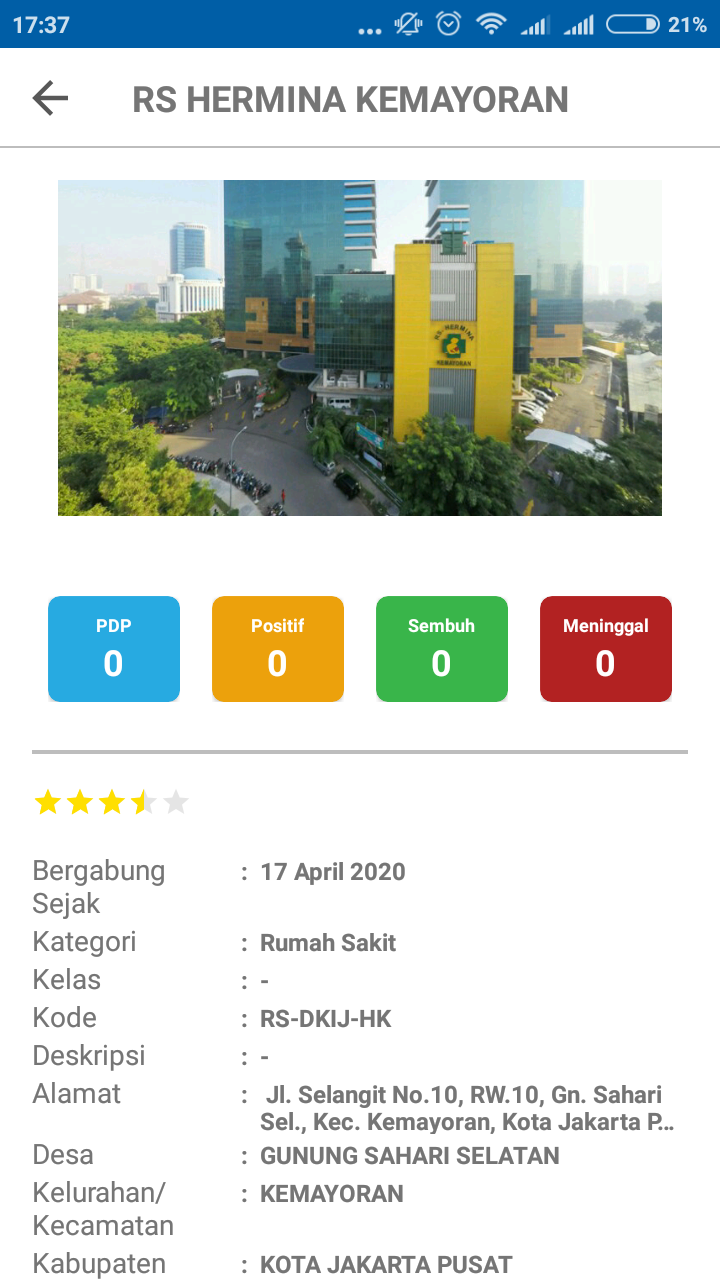 17:37
21%
RS HERMINA KEMAYORAN
RS. HERMINA
KEMAYORAN
PDP
0
Positif
0
Sembuh
0
Meninggal
0
Bergabung Sejak : 17 April 2020
Kategori : Rumah Sakit
Kelas : -
Kode : RS-DKIJ-HK
Deskripsi : -
Alamat : Jl. Selangit No.10, RW.10, Gn. Sahari
Sel., Kec. Kemayoran, Kota Jakarta P...
Desa : GUNUNG SAHARI SELATAN
Kelurahan/ Kecamatan : KEMAYORAN
Kabupaten : KOTA JAKARTA PUSAT